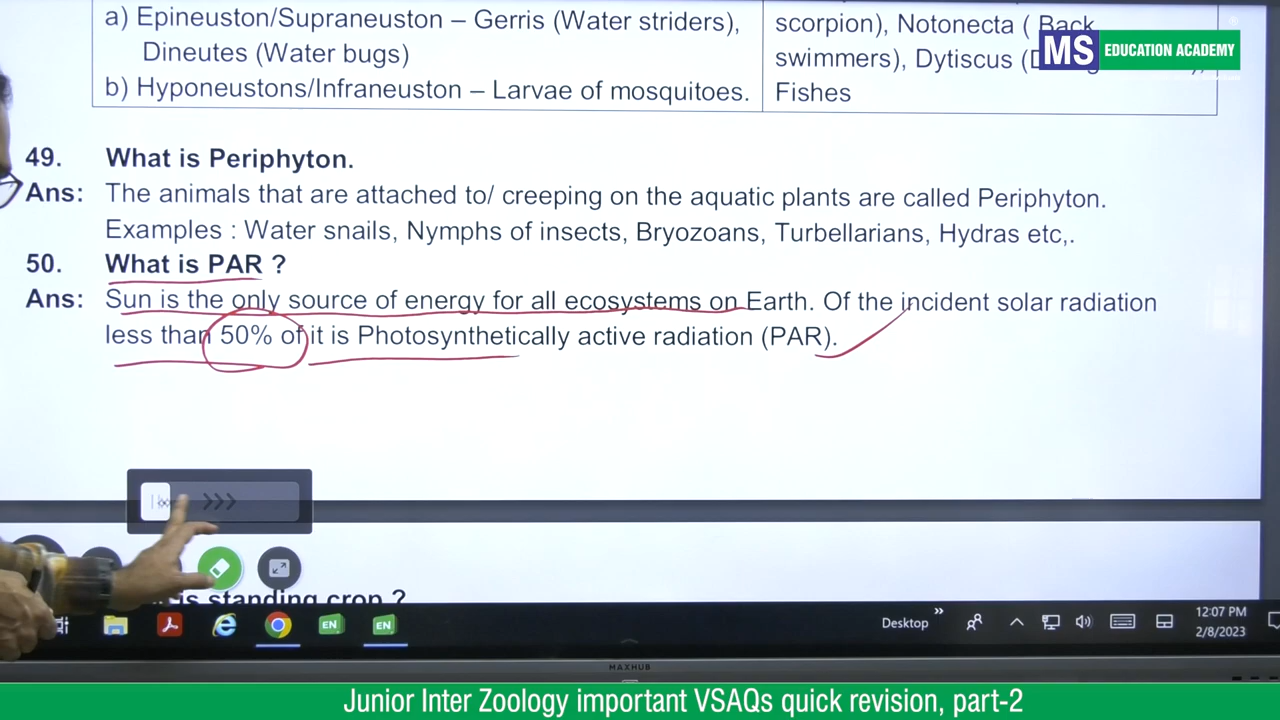 a) Epineuston/Supraneuston – Gerris (Water striders),
Dineutes (Water bugs)
b) Hyponeustons/Infraneuston – Larvae of mosquitoes.
scorpion), Notonecta ( Back
swimmers), Dytiscus (
Fishes
MS EDUCATION ACADEMY
49. What is Periphyton.
Ans: The animals that are attached to/ creeping on the aquatic plants are called Periphyton.
Examples : Water snails, Nymphs of insects, Bryozoans, Turbellarians, Hydras etc,.
50. What is PAR ?
Ans: Sun is the only source of energy for all ecosystems on Earth. Of the incident solar radiation
less than 50% of it is Photosynthetically active radiation (PAR).
is standing crop ?
EN
EN
Desktop
12:07 PM
2/8/2023
MAXHUB
Junior Inter Zoology important VSAQs quick revision, part-2